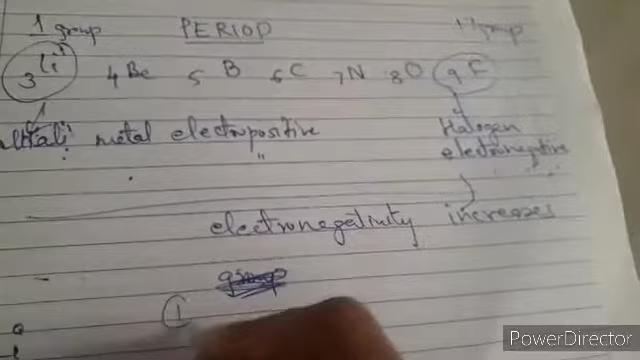 1 group PERIOD 17 group
3 Li 4 Be 5 B 6 C 7 N 8 O 9 F
alkali metal electropositive Halogen
" electronegative
electronegativity increases
group
1
PowerDirector